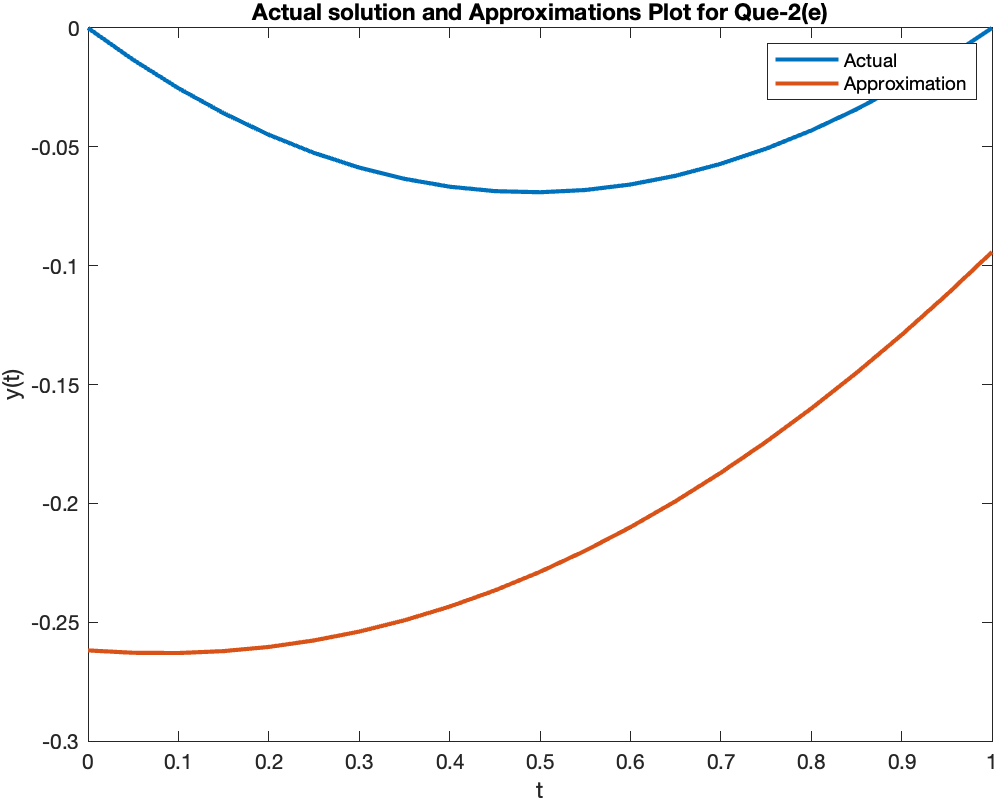 Actual solution and Approximations Plot for Que-2(e)
Actual
Approximation
0
-0.05
-0.1
-0.15
-0.2
-0.25
-0.3
y(t)
0 0.1 0.2 0.3 0.4 0.5 0.6 0.7 0.8 0.9 1
t